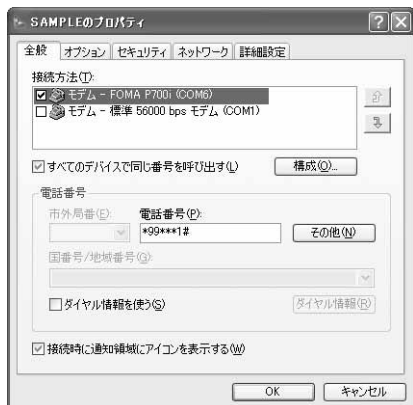 SAMPLEのプロパティ
全般 オプション セキュリティ ネットワーク 詳細設定
接続方法(T):
モデム - FOMA P700i (COM6)
モデム - 標準 56000 bps モデム (COM1)
すべてのデバイスで同じ番号を呼び出す(L) 構成(O)...
電話番号
市外局番(E): 電話番号(P):
*99***1# その他(N)
国番号/地域番号(G):
ダイヤル情報を使う(S) ダイヤル情報(R)
接続時に通知領域にアイコンを表示する(W)
OK キャンセル